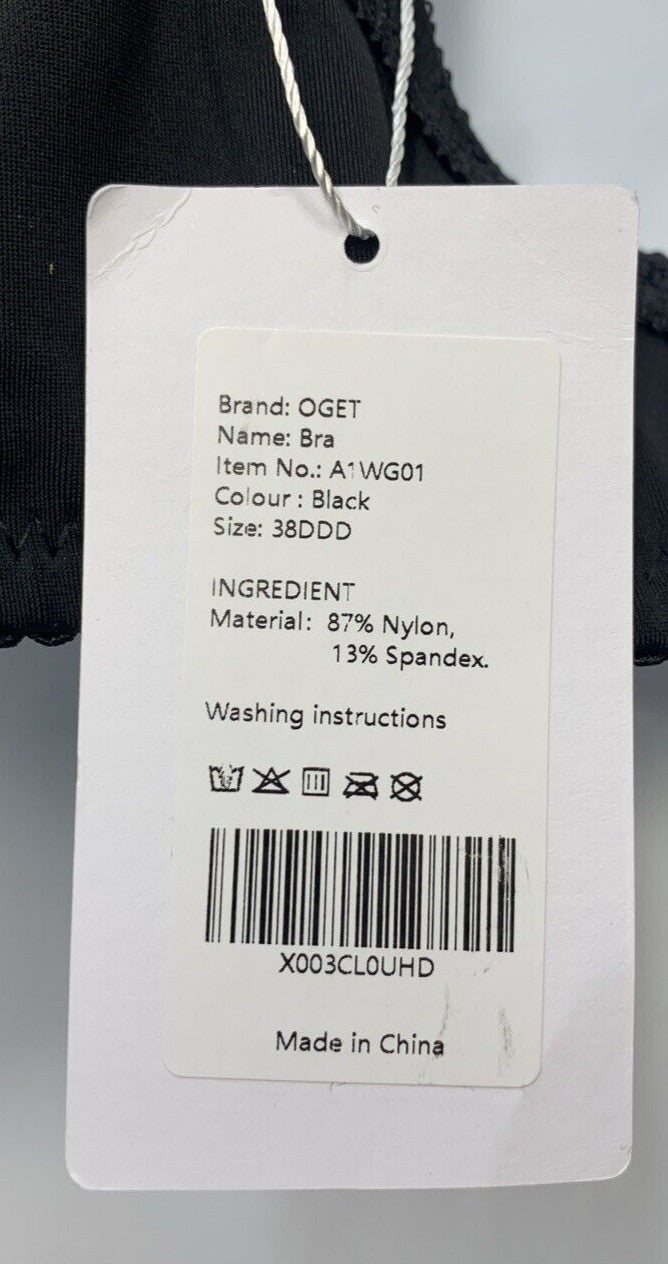 Brand: OGET
Name: Bra
Item No.: A1WG01
Colour : Black
Size: 38DDD
INGREDIENT
Material: 87% Nylon,
13% Spandex.
Washing instructions
X003CL0UHD
Made in China